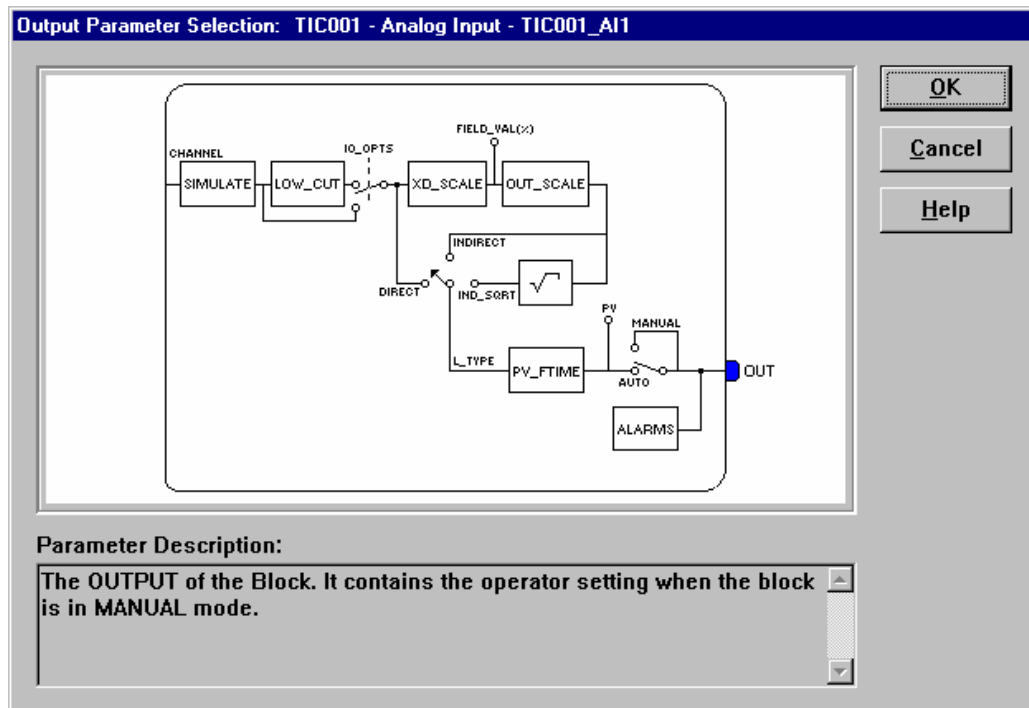 Output Parameter Selection: TIC001 - Analog Input - TIC001_AI1
OK
Cancel
Help
FIELD_VAL(%)
CHANNEL
IO_OPTS
SIMULATE
LOW_CUT
XD_SCALE
OUT_SCALE
INDIRECT
DIRECT
IND_SQRT
√
PV
MANUAL
L_TYPE
PV_FTIME
AUTO
OUT
ALARMS
Parameter Description:
The OUTPUT of the Block. It contains the operator setting when the block
is in MANUAL mode.